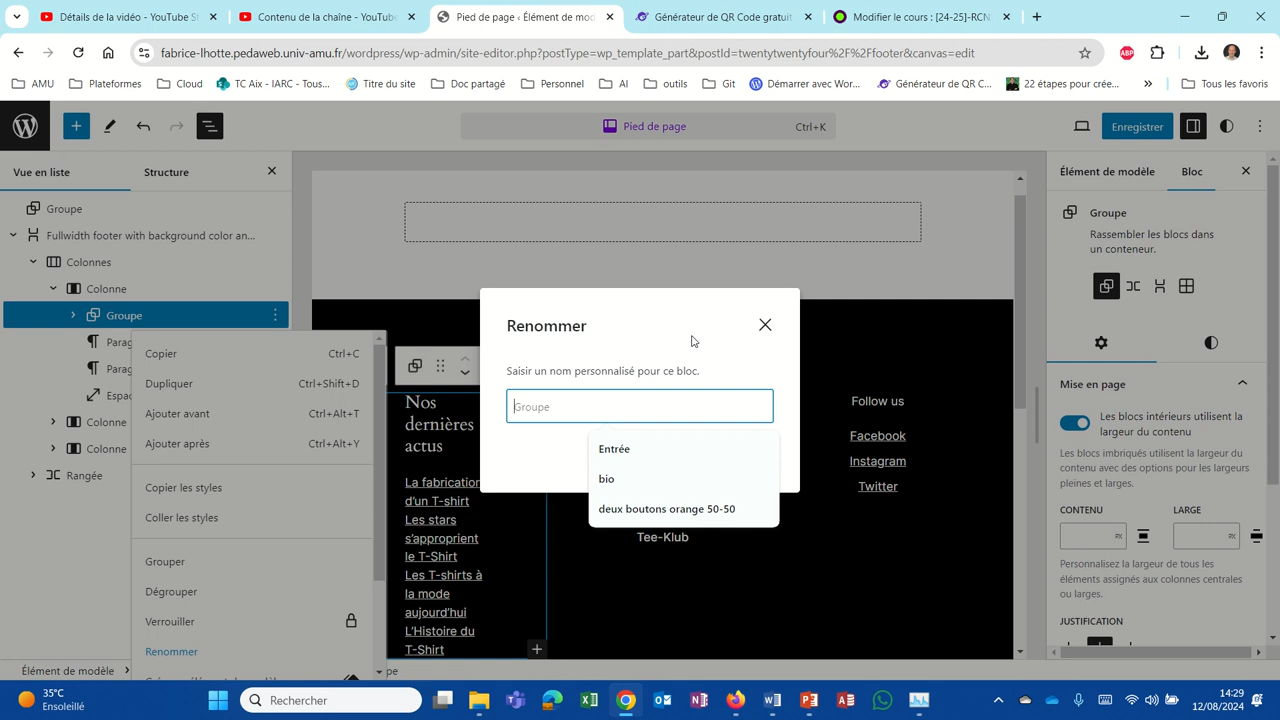 Détails de la vidéo - YouTube St
Contenu de la chaîne - YouTube
Pied de page ‹ Élément de mod
Générateur de QR Code gratuit
Modifier le cours : [24-25]-RCN
fabrice-lhotte.pedaweb.univ-amu.fr/wordpress/wp-admin/site-editor.php?postType=wp_template_part&postId=twentytwentyfour%2F%2Ffooter&canvas=edit
ABP
AMU
Plateformes
Cloud
TC Aix – IARC - Tous...
Titre du site
Doc partagé
Personnel
AI
outils
Git
Démarrer avec Wor...
Générateur de QR C...
22 étapes pour crée...
Tous les favoris
Pied de page
Ctrl+K
Enregistrer
Vue en liste
Structure
Élément de modèle
Bloc
Groupe
Fullwidth footer with background color an...
Colonnes
Colonne
Groupe
Parag
Parag
Espac
Colonne
Colonne
Rangée
Copier Ctrl+C
Dupliquer Ctrl+Shift+D
Ajouter avant Ctrl+Alt+T
Ajouter après Ctrl+Alt+Y
Copier les styles
Coller les styles
Grouper
Dégrouper
Verrouiller
Renommer
Élément de modèle
Nos
dernières
actus
La fabrication
d'un T-shirt
Les stars
s'approprient
le T-Shirt
Les T-shirts à
la mode
aujourd'hui
L'Histoire du
T-Shirt
Renommer
Saisir un nom personnalisé pour ce bloc.
Groupe
Entrée
bio
deux boutons orange 50-50
Tee-Klub
Follow us
Facebook
Instagram
Twitter
Groupe
Rassembler les blocs dans
un conteneur.
Mise en page
Les blocs intérieurs utilisent la
largeur du contenu
Les blocs imbriqués utilisent la largeur du
contenu avec des options pour les largeurs
pleines et larges.
CONTENU
LARGE
PX
PX
Personnalisez la largeur de tous les
éléments assignés aux colonnes centrale
ou larges.
JUSTIFICATION
35°C
Ensoleillé
Rechercher
14:29
12/08/2024